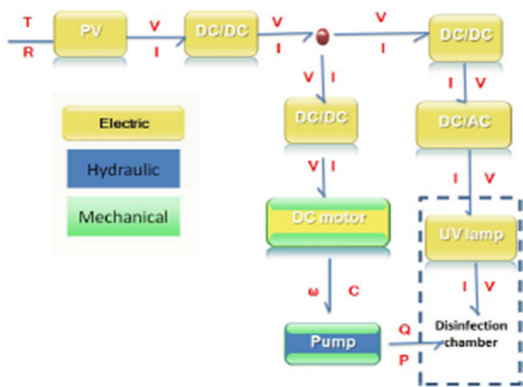 T
R
PV
V
I
DC/DC
V
I
V
I
DC/DC
V I
I V
DC/DC
DC/AC
V I
I V
Electric
Hydraulic
Mechanical
DC motor
UV lamp
I V
ω C
Disinfection
chamber
Pump
Q
P